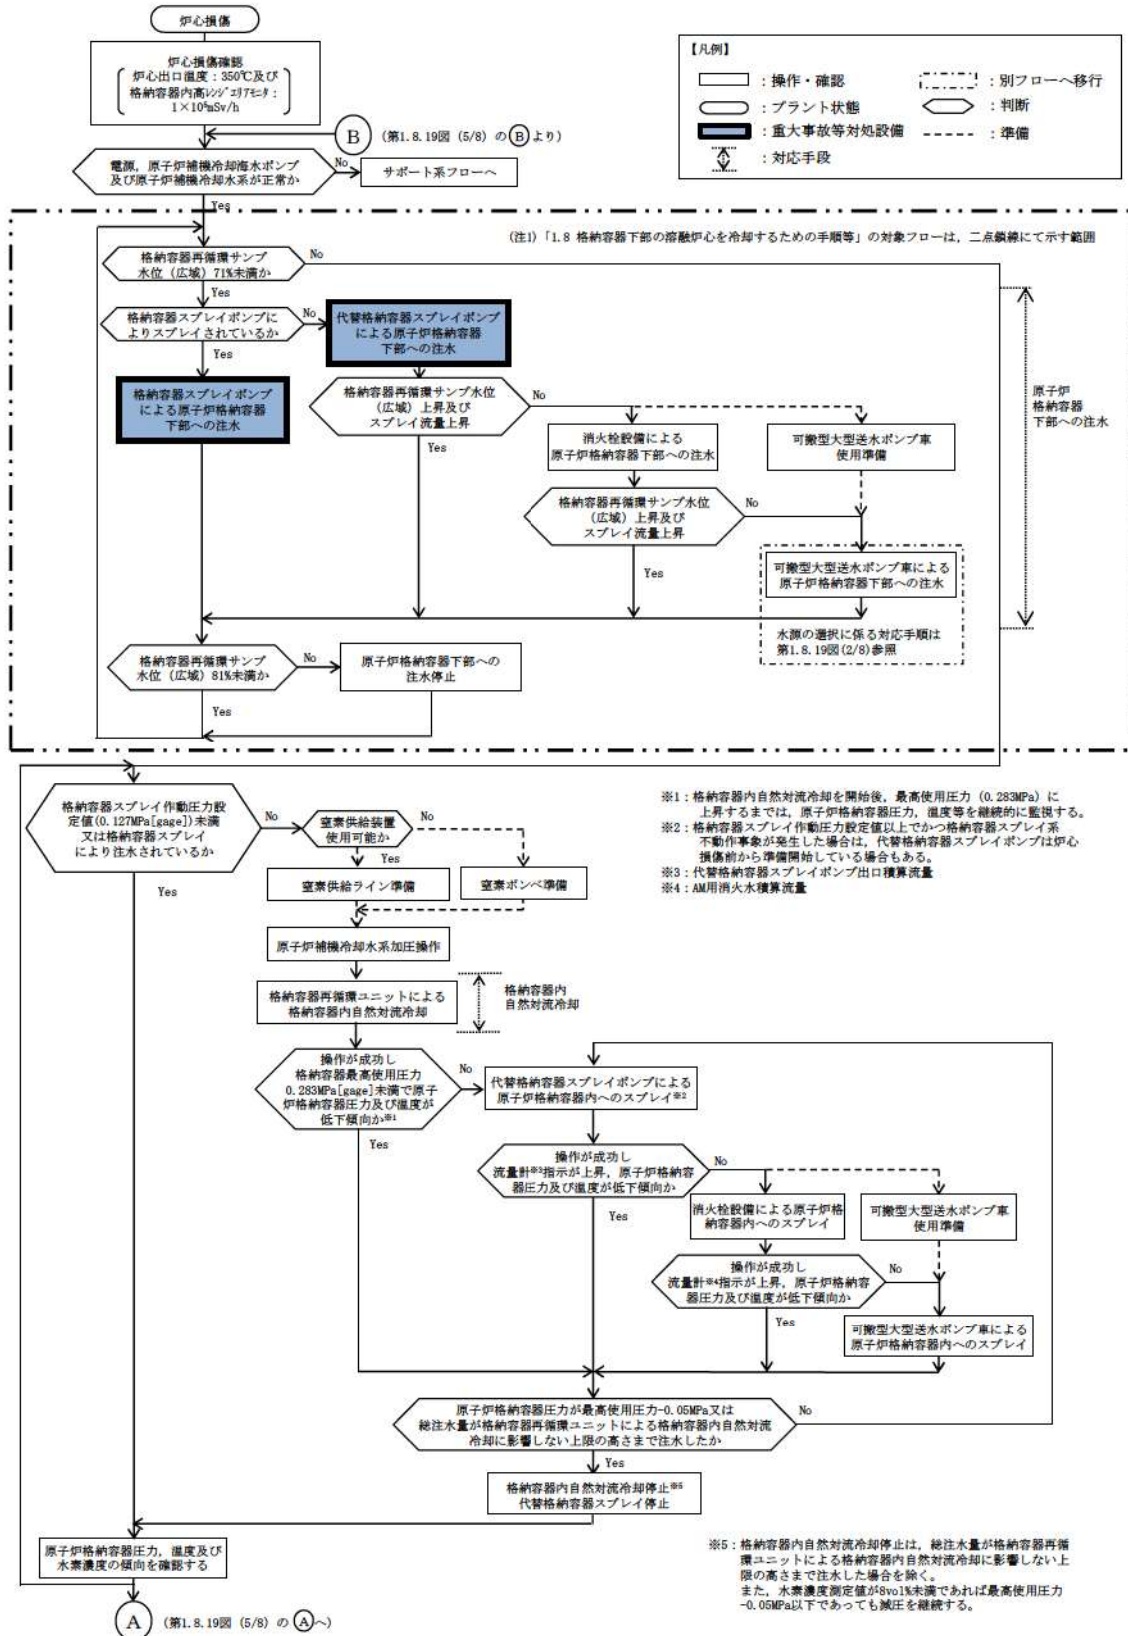 炉心損傷
炉心損傷確認
炉心出口温度：350℃及び
格納容器内高ﾚﾝｼﾞｴﾘｱﾓﾆﾀ：
1×10⁵mSv/h
B
(第1.8.19図 (5/8) の B より)
電源，原子炉補機冷却海水ポンプ
及び原子炉補機冷却水系が正常か
No
サポート系フローへ
Yes
【凡例】
：操作・確認
：別フローへ移行
：プラント状態
：判断
：重大事故等対処設備
：準備
：対応手段
(注1)「1.8 格納容器下部の溶融炉心を冷却するための手順等」の対象フローは，二点鎖線にて示す範囲
格納容器再循環サンプ
水位（広域）71%未満か
No
Yes
格納容器スプレイポンプに
よりスプレイされているか
No
Yes
代替格納容器スプレイポンプ
による原子炉格納容器
下部への注水
格納容器スプレイポンプ
による原子炉格納容器
下部への注水
格納容器再循環サンプ水位
（広域）上昇及び
スプレイ流量上昇
No
Yes
消火栓設備による
原子炉格納容器下部への注水
可搬型大型送水ポンプ車
使用準備
原子炉
格納容器
下部への注水
格納容器再循環サンプ水位
（広域）上昇及び
スプレイ流量上昇
No
Yes
可搬型大型送水ポンプ車による
原子炉格納容器下部への注水
水源の選択に係る対応手順は
第1.8.19図(2/8)参照
格納容器再循環サンプ
水位（広域）81%未満か
No
原子炉格納容器下部への
注水停止
Yes
格納容器スプレイ作動圧力設
定値(0.127MPa[gage])未満
又は格納容器スプレイ
により注水されているか
No
Yes
窒素供給装置
使用可能か
No
Yes
窒素供給ライン準備
窒素ボンベ準備
原子炉補機冷却水系加圧操作
格納容器再循環ユニットによる
格納容器内自然対流冷却
格納容器内
自然対流冷却
※1：格納容器内自然対流冷却を開始後，最高使用圧力（0.283MPa）に
上昇するまでは，原子炉格納容器圧力，温度等を継続的に監視する。
※2：格納容器スプレイ作動圧力設定値以上でかつ格納容器スプレイ系
不動作事象が発生した場合は，代替格納容器スプレイポンプは炉心
損傷前から準備開始している場合もある。
※3：代替格納容器スプレイポンプ出口積算流量
※4：AM用消火水積算流量
操作が成功し
格納容器最高使用圧力
0.283MPa[gage]未満で原子
炉格納容器圧力及び温度が
低下傾向か※1
No
Yes
代替格納容器スプレイポンプによる
原子炉格納容器内へのスプレイ※2
操作が成功し
流量計※3指示が上昇，原子炉格納容
器圧力及び温度が低下傾向か
No
Yes
消火栓設備による原子炉格
納容器内へのスプレイ
可搬型大型送水ポンプ車
使用準備
操作が成功し
流量計※4指示が上昇，原子炉格納容
器圧力及び温度が低下傾向か
No
Yes
可搬型大型送水ポンプ車による
原子炉格納容器内へのスプレイ
原子炉格納容器圧力が最高使用圧力-0.05MPa又は
総注水量が格納容器再循環ユニットによる格納容器内自然対流
冷却に影響しない上限の高さまで注水したか
No
Yes
格納容器内自然対流冷却停止※5
代替格納容器スプレイ停止
原子炉格納容器圧力，温度及び
水素濃度の傾向を確認する
※5：格納容器内自然対流冷却停止は，総注水量が格納容器再循
環ユニットによる格納容器内自然対流冷却に影響しない上
限の高さまで注水した場合を除く。
また，水素濃度測定値が8vol%未満であれば最高使用圧力
-0.05MPa以下であっても減圧を継続する。
A
(第1.8.19図 (5/8) の A へ)